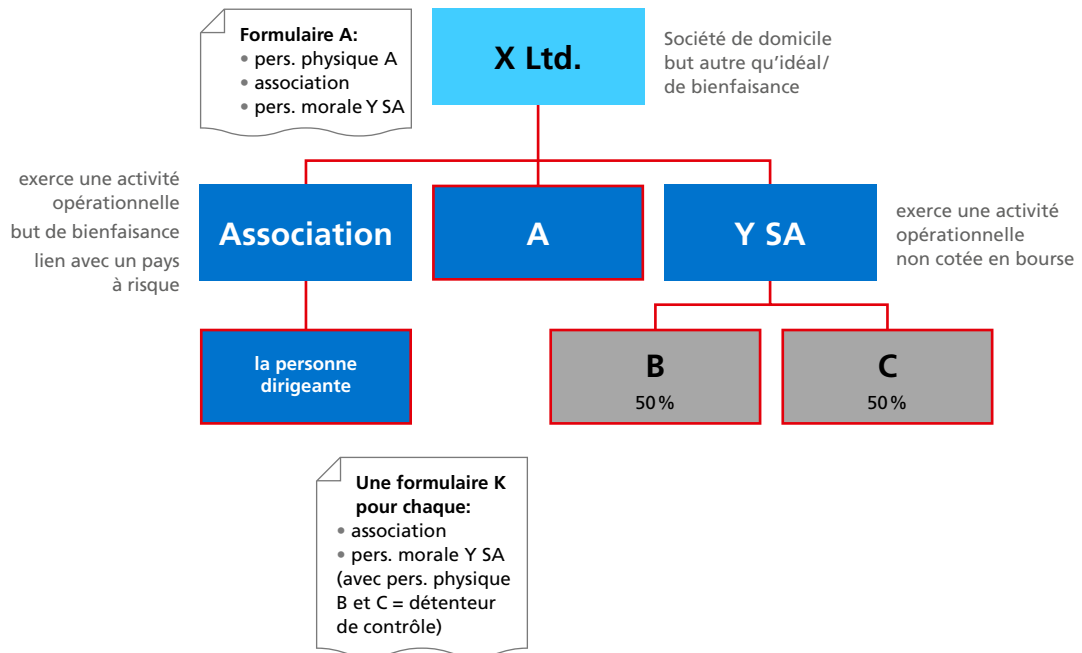 Formulaire A:
• pers. physique A
• association
• pers. morale Y SA
X Ltd.
Société de domicile
but autre qu'idéal/
de bienfaisance
exerce une activité
opérationnelle
but de bienfaisance
lien avec un pays
à risque
Association
A
Y SA
exerce une activité
opérationnelle
non cotée en bourse
la personne
dirigeante
B
50 %
C
50 %
Une formulaire K
pour chaque:
• association
• pers. morale Y SA
(avec pers. physique
B et C = détenteur
de contrôle)